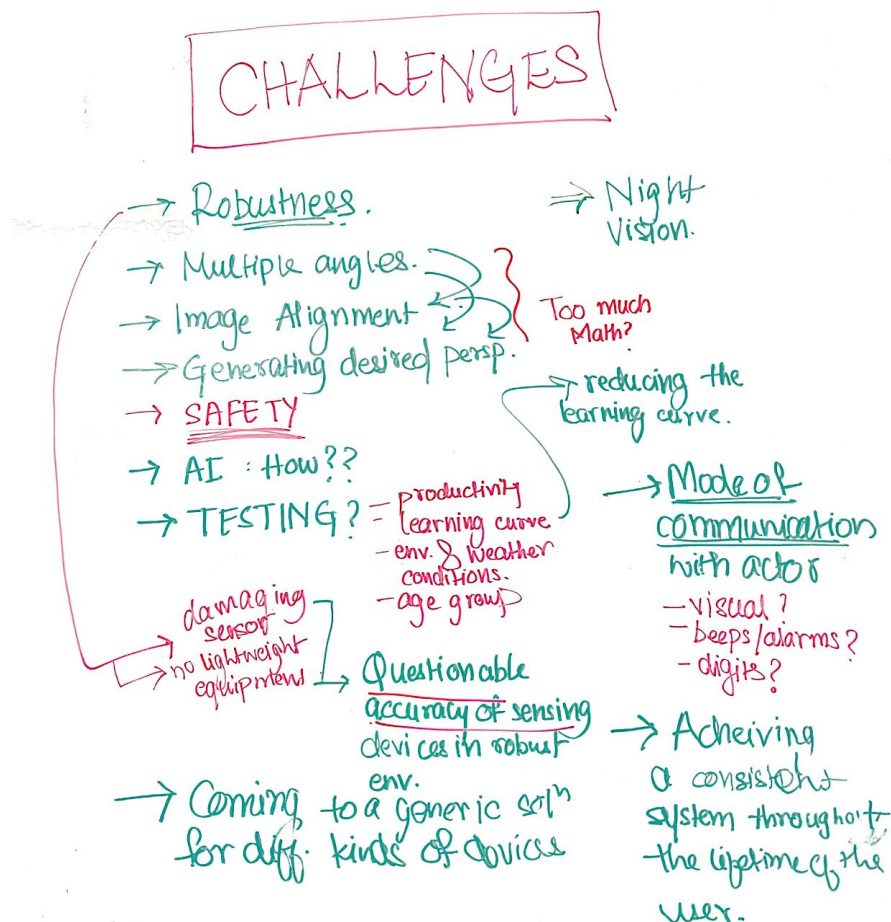 CHALLENGES
→ Robustness.
→ Multiple angles.
→ Image Alignment
→ Generating desired persp.
Too much
Math?
→ SAFETY
→ AI : How??
→ TESTING?
- productivity
- learning curve
- env. & weather
conditions.
- age group
damaging
sensor
no lightweight
equipment
→ Questionable
accuracy of sensing
devices in robust
env.
→ Coming to a generic solⁿ
for diff. kinds of devices
⇒ Night
Vision.
→ reducing the
learning curve.
→ Mode of
communication
with actor
- visual?
- beeps/alarms?
- digits?
→ Acheiving
a consistent
system throughout
the lifetime of the
user.